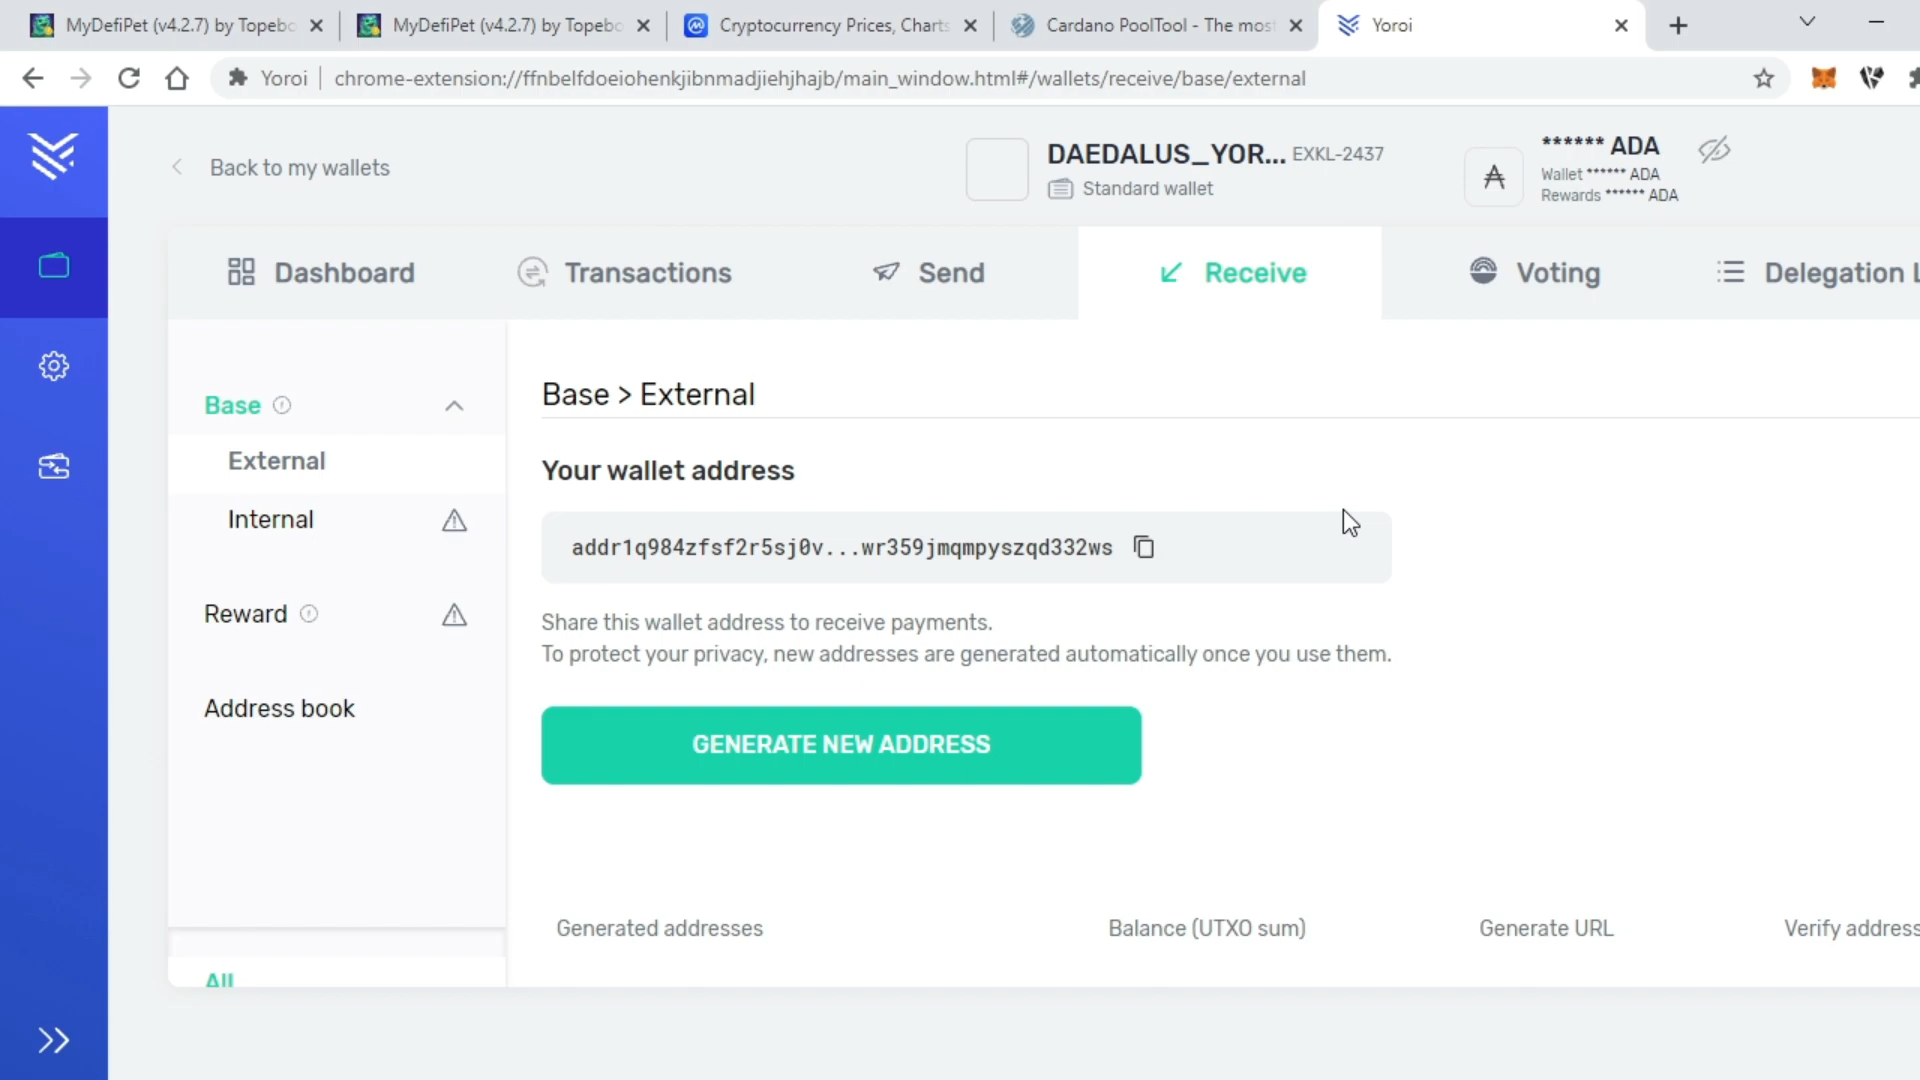 MyDefiPet (v4.2.7) by Topebo
MyDefiPet (v4.2.7) by Topebo
Cryptocurrency Prices, Charts
Cardano PoolTool - The most
Yoroi
Yoroi
chrome-extension://ffnbelfdoeiohenkjibnmadjiehjhajb/main_window.html#/wallets/receive/base/external
Back to my wallets
DAEDALUS_YOR... EXKL-2437
Standard wallet
****** ADA
Wallet ****** ADA
Rewards ****** ADA
Dashboard
Transactions
Send
Receive
Voting
Delegation L
Base
External
Internal
Reward
Address book
All
Base > External
Your wallet address
addr1q984zfsf2r5sj0v...wr359jmqmpyszqd332ws
Share this wallet address to receive payments.
To protect your privacy, new addresses are generated automatically once you use them.
GENERATE NEW ADDRESS
Generated addresses
Balance (UTXO sum)
Generate URL
Verify address